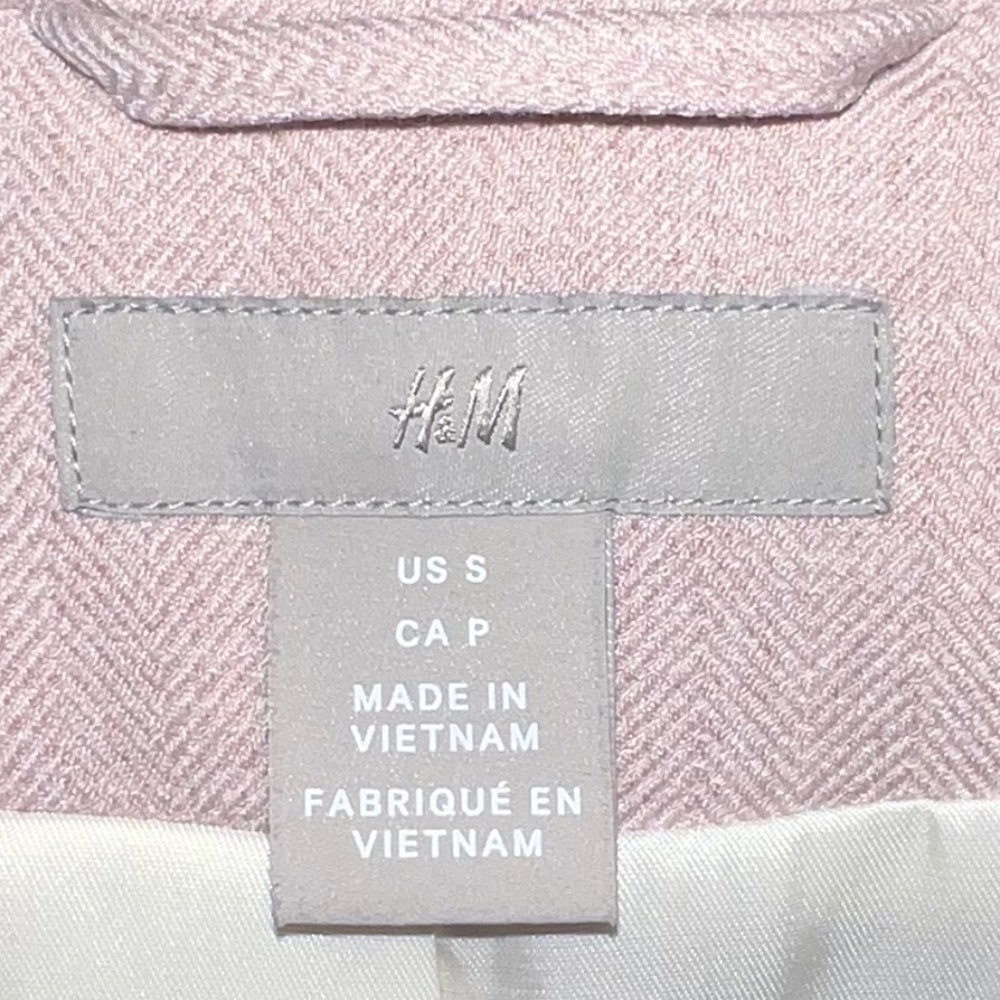 H&M
US S
CA P
MADE IN
VIETNAM
FABRIQUÉ EN
VIETNAM